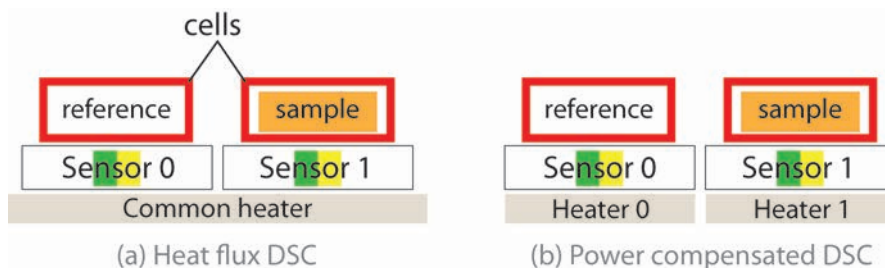 cells
reference sample reference sample
Sensor 0 Sensor 1 Sensor 0 Sensor 1
Common heater Heater 0 Heater 1
(a) Heat flux DSC (b) Power compensated DSC